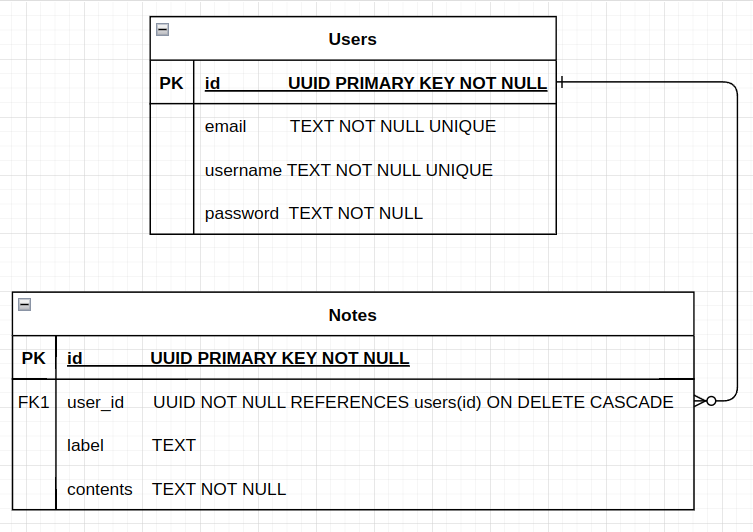 Users
PK id UUID PRIMARY KEY NOT NULL
email TEXT NOT NULL UNIQUE
username TEXT NOT NULL UNIQUE
password TEXT NOT NULL
Notes
PK id UUID PRIMARY KEY NOT NULL
FK1 user_id UUID NOT NULL REFERENCES users(id) ON DELETE CASCADE
label TEXT
contents TEXT NOT NULL